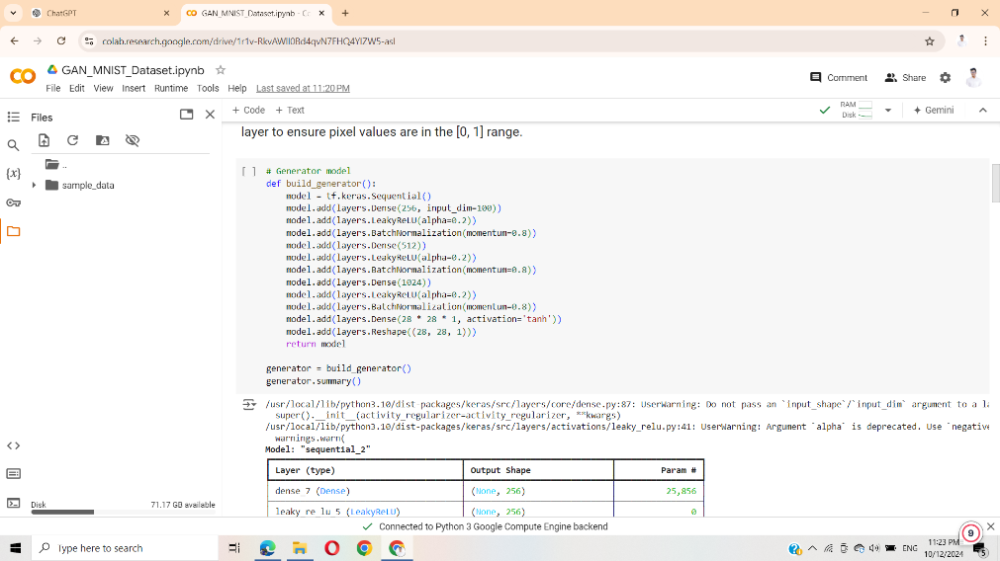 ChatGPT
GAN_MNIST_Dataset.ipynb - Co
colab.research.google.com/drive/1r1v-RkvAWIl0Bd4qvN7FHQ4YIZW5-asl
GAN_MNIST_Dataset.ipynb
File Edit View Insert Runtime Tools Help Last saved at 11:20 PM
Comment Share
Files
+ Code + Text
RAM
Disk
Gemini
layer to ensure pixel values are in the [0, 1] range.
..
sample_data
[ ] # Generator model
def build_generator():
model = tf.keras.Sequential()
model.add(layers.Dense(256, input_dim=100))
model.add(layers.LeakyReLU(alpha=0.2))
model.add(layers.BatchNormalization(momentum=0.8))
model.add(layers.Dense(512))
model.add(layers.LeakyReLU(alpha=0.2))
model.add(layers.BatchNormalization(momentum=0.8))
model.add(layers.Dense(1024))
model.add(layers.LeakyReLU(alpha=0.2))
model.add(layers.BatchNormalization(momentum=0.8))
model.add(layers.Dense(28 * 28 * 1, activation='tanh'))
model.add(layers.Reshape((28, 28, 1)))
return model
generator = build_generator()
generator.summary()
/usr/local/lib/python3.10/dist-packages/keras/src/layers/core/dense.py:87: UserWarning: Do not pass an `input_shape`/`input_dim` argument to a la
super().__init__(activity_regularizer=activity_regularizer, **kwargs)
/usr/local/lib/python3.10/dist-packages/keras/src/layers/activations/leaky_relu.py:41: UserWarning: Argument `alpha` is deprecated. Use `negative
warnings.warn(
Model: "sequential_2"
Layer (type) Output Shape Param #
dense_7 (Dense) (None, 256) 25,856
leaky_re_lu_5 (LeakyReLU) (None, 256) 0
Disk 71.17 GB available
Connected to Python 3 Google Compute Engine backend
9
Type here to search
ENG
11:23 PM
10/12/2024
5